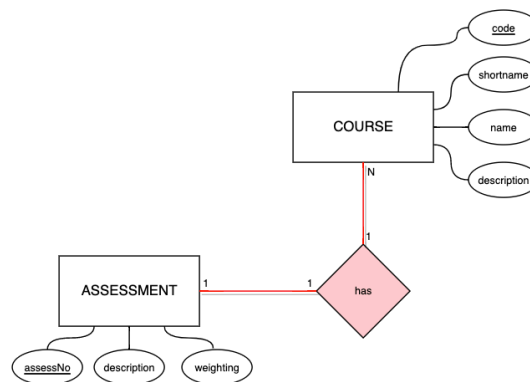 code
shortname
COURSE
name
description
N
1
has
1
1
ASSESSMENT
assessNo
description
weighting